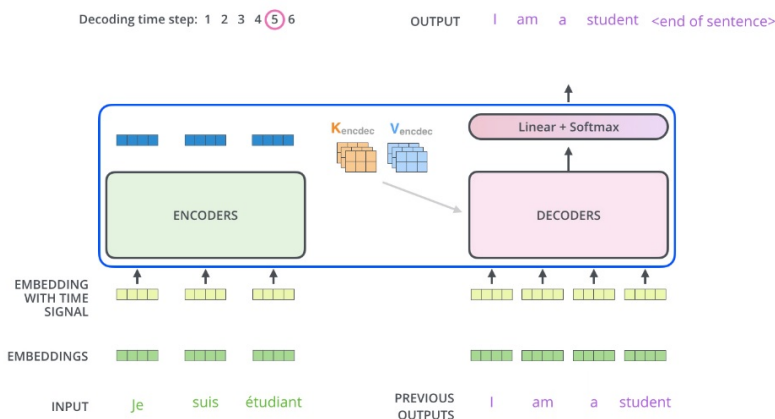 Decoding time step: 1 2 3 4 5 6
OUTPUT I am a student <end of sentence>
Kencdec Vencdec
Linear + Softmax
ENCODERS
DECODERS
EMBEDDING
WITH TIME
SIGNAL
EMBEDDINGS
INPUT Je suis étudiant
PREVIOUS
OUTPUTS
I am a student